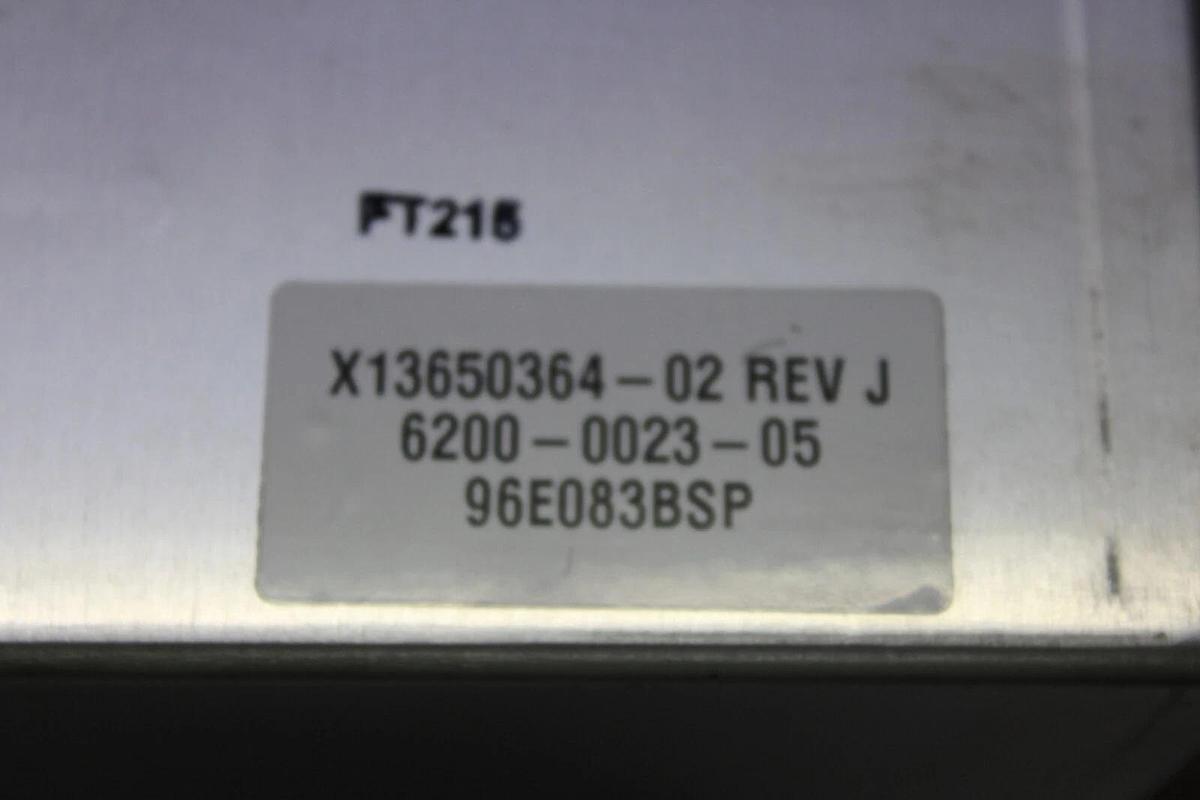 FT215
X13650364-02 REV J
6200-0023-05
96E083BSP